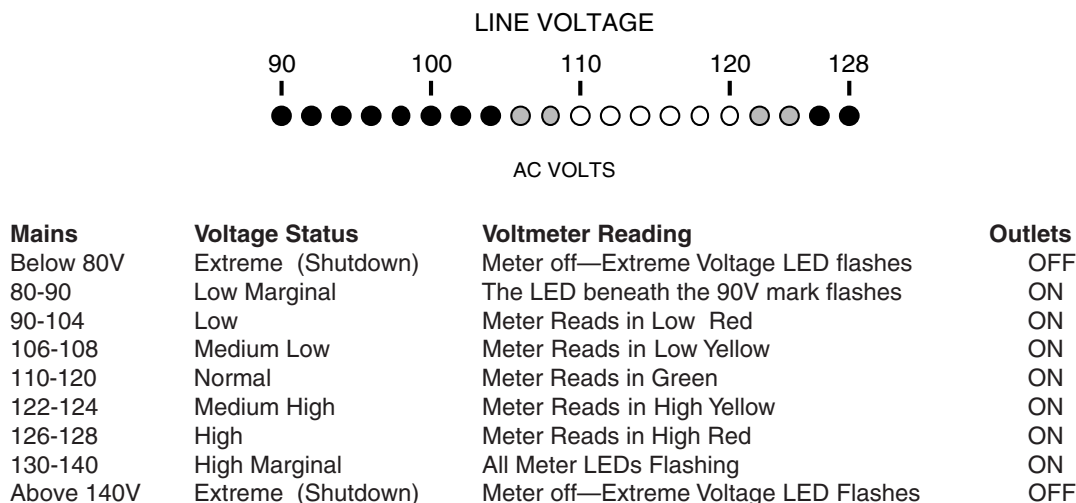 LINE VOLTAGE
90 100 110 120 128
AC VOLTS
Mains Voltage Status Voltmeter Reading Outlets
Below 80V Extreme (Shutdown) Meter off—Extreme Voltage LED flashes OFF
80-90 Low Marginal The LED beneath the 90V mark flashes ON
90-104 Low Meter Reads in Low Red ON
106-108 Medium Low Meter Reads in Low Yellow ON
110-120 Normal Meter Reads in Green ON
122-124 Medium High Meter Reads in High Yellow ON
126-128 High Meter Reads in High Red ON
130-140 High Marginal All Meter LEDs Flashing ON
Above 140V Extreme (Shutdown) Meter off—Extreme Voltage LED Flashes OFF